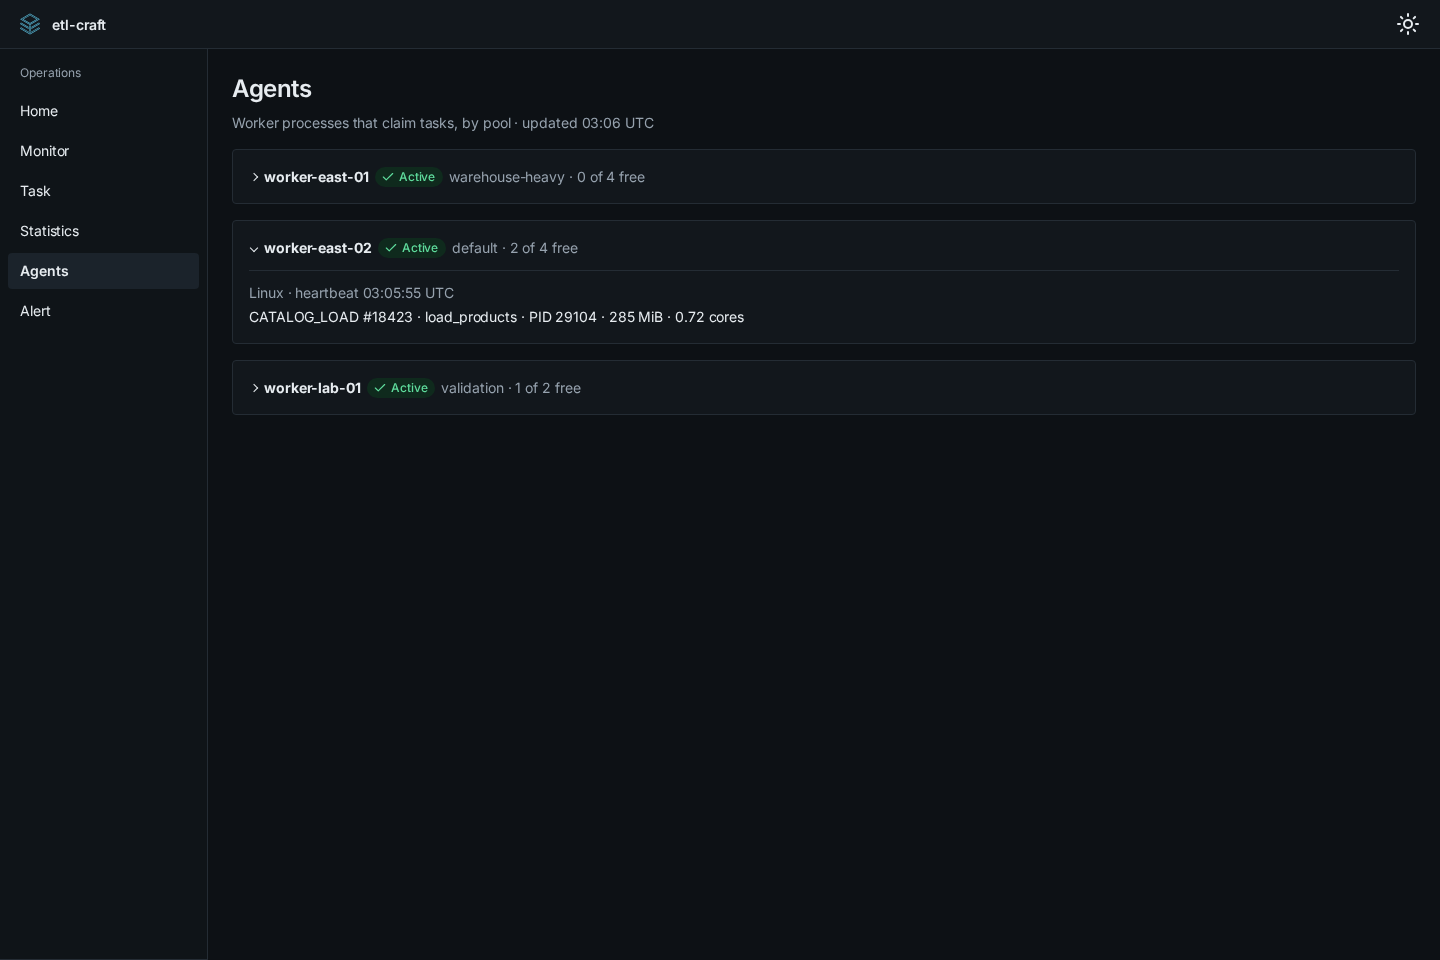 etl-craft
Operations
Home
Monitor
Task
Statistics
Agents
Alert
Agents
Worker processes that claim tasks, by pool · updated 03:06 UTC
worker-east-01 Active warehouse-heavy · 0 of 4 free
worker-east-02 Active default · 2 of 4 free
Linux · heartbeat 03:05:55 UTC
CATALOG_LOAD #18423 · load_products · PID 29104 · 285 MiB · 0.72 cores
worker-lab-01 Active validation · 1 of 2 free